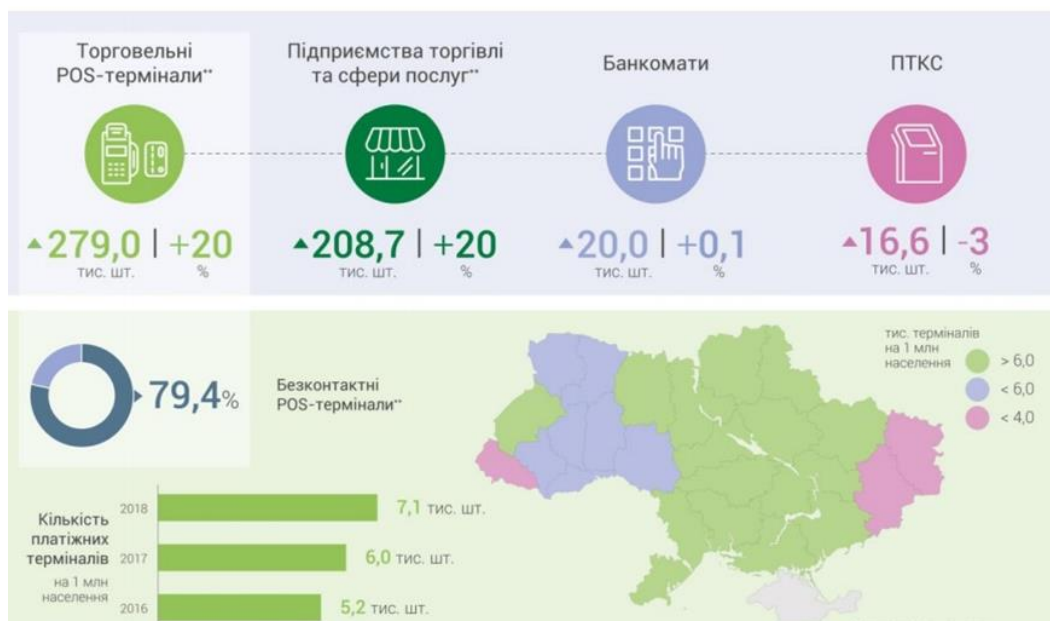 Торговельні
POS-термінали**
Підприємства торгівлі
та сфери послуг**
Банкомати
ПТКС
279,0 | +20
тис. шт. %
208,7 | +20
тис. шт. %
20,0 | +0,1
тис. шт. %
16,6 | -3
тис. шт. %
79,4%
Безконтактні
POS-термінали**
тис. терміналів
на 1 млн
населення
> 6,0
< 6,0
< 4,0
Кількість
платіжних
терміналів
на 1 млн
населення
2018 7,1 тис. шт.
2017 6,0 тис. шт.
2016 5,2 тис. шт.